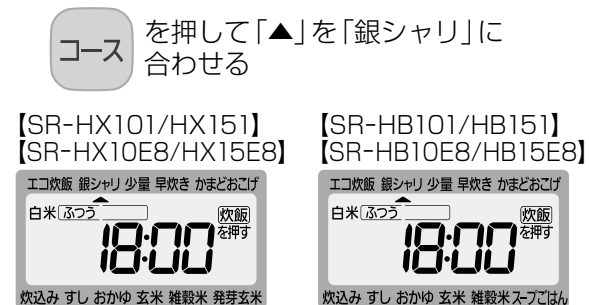 コース を押して「▲」を「銀シャリ」に
合わせる
【SR-HX101/HX151】
【SR-HX10E8/HX15E8】
エコ炊飯 銀シャリ 少量 早炊き かまどおこげ
白米 ふつう 炊飯
を押す
18:00
炊込み すし おかゆ 玄米 雑穀米 発芽玄米
【SR-HB101/HB151】
【SR-HB10E8/HB15E8】
エコ炊飯 銀シャリ 少量 早炊き かまどおこげ
白米 ふつう 炊飯
を押す
18:00
炊込み すし おかゆ 玄米 雑穀米 スープごはん